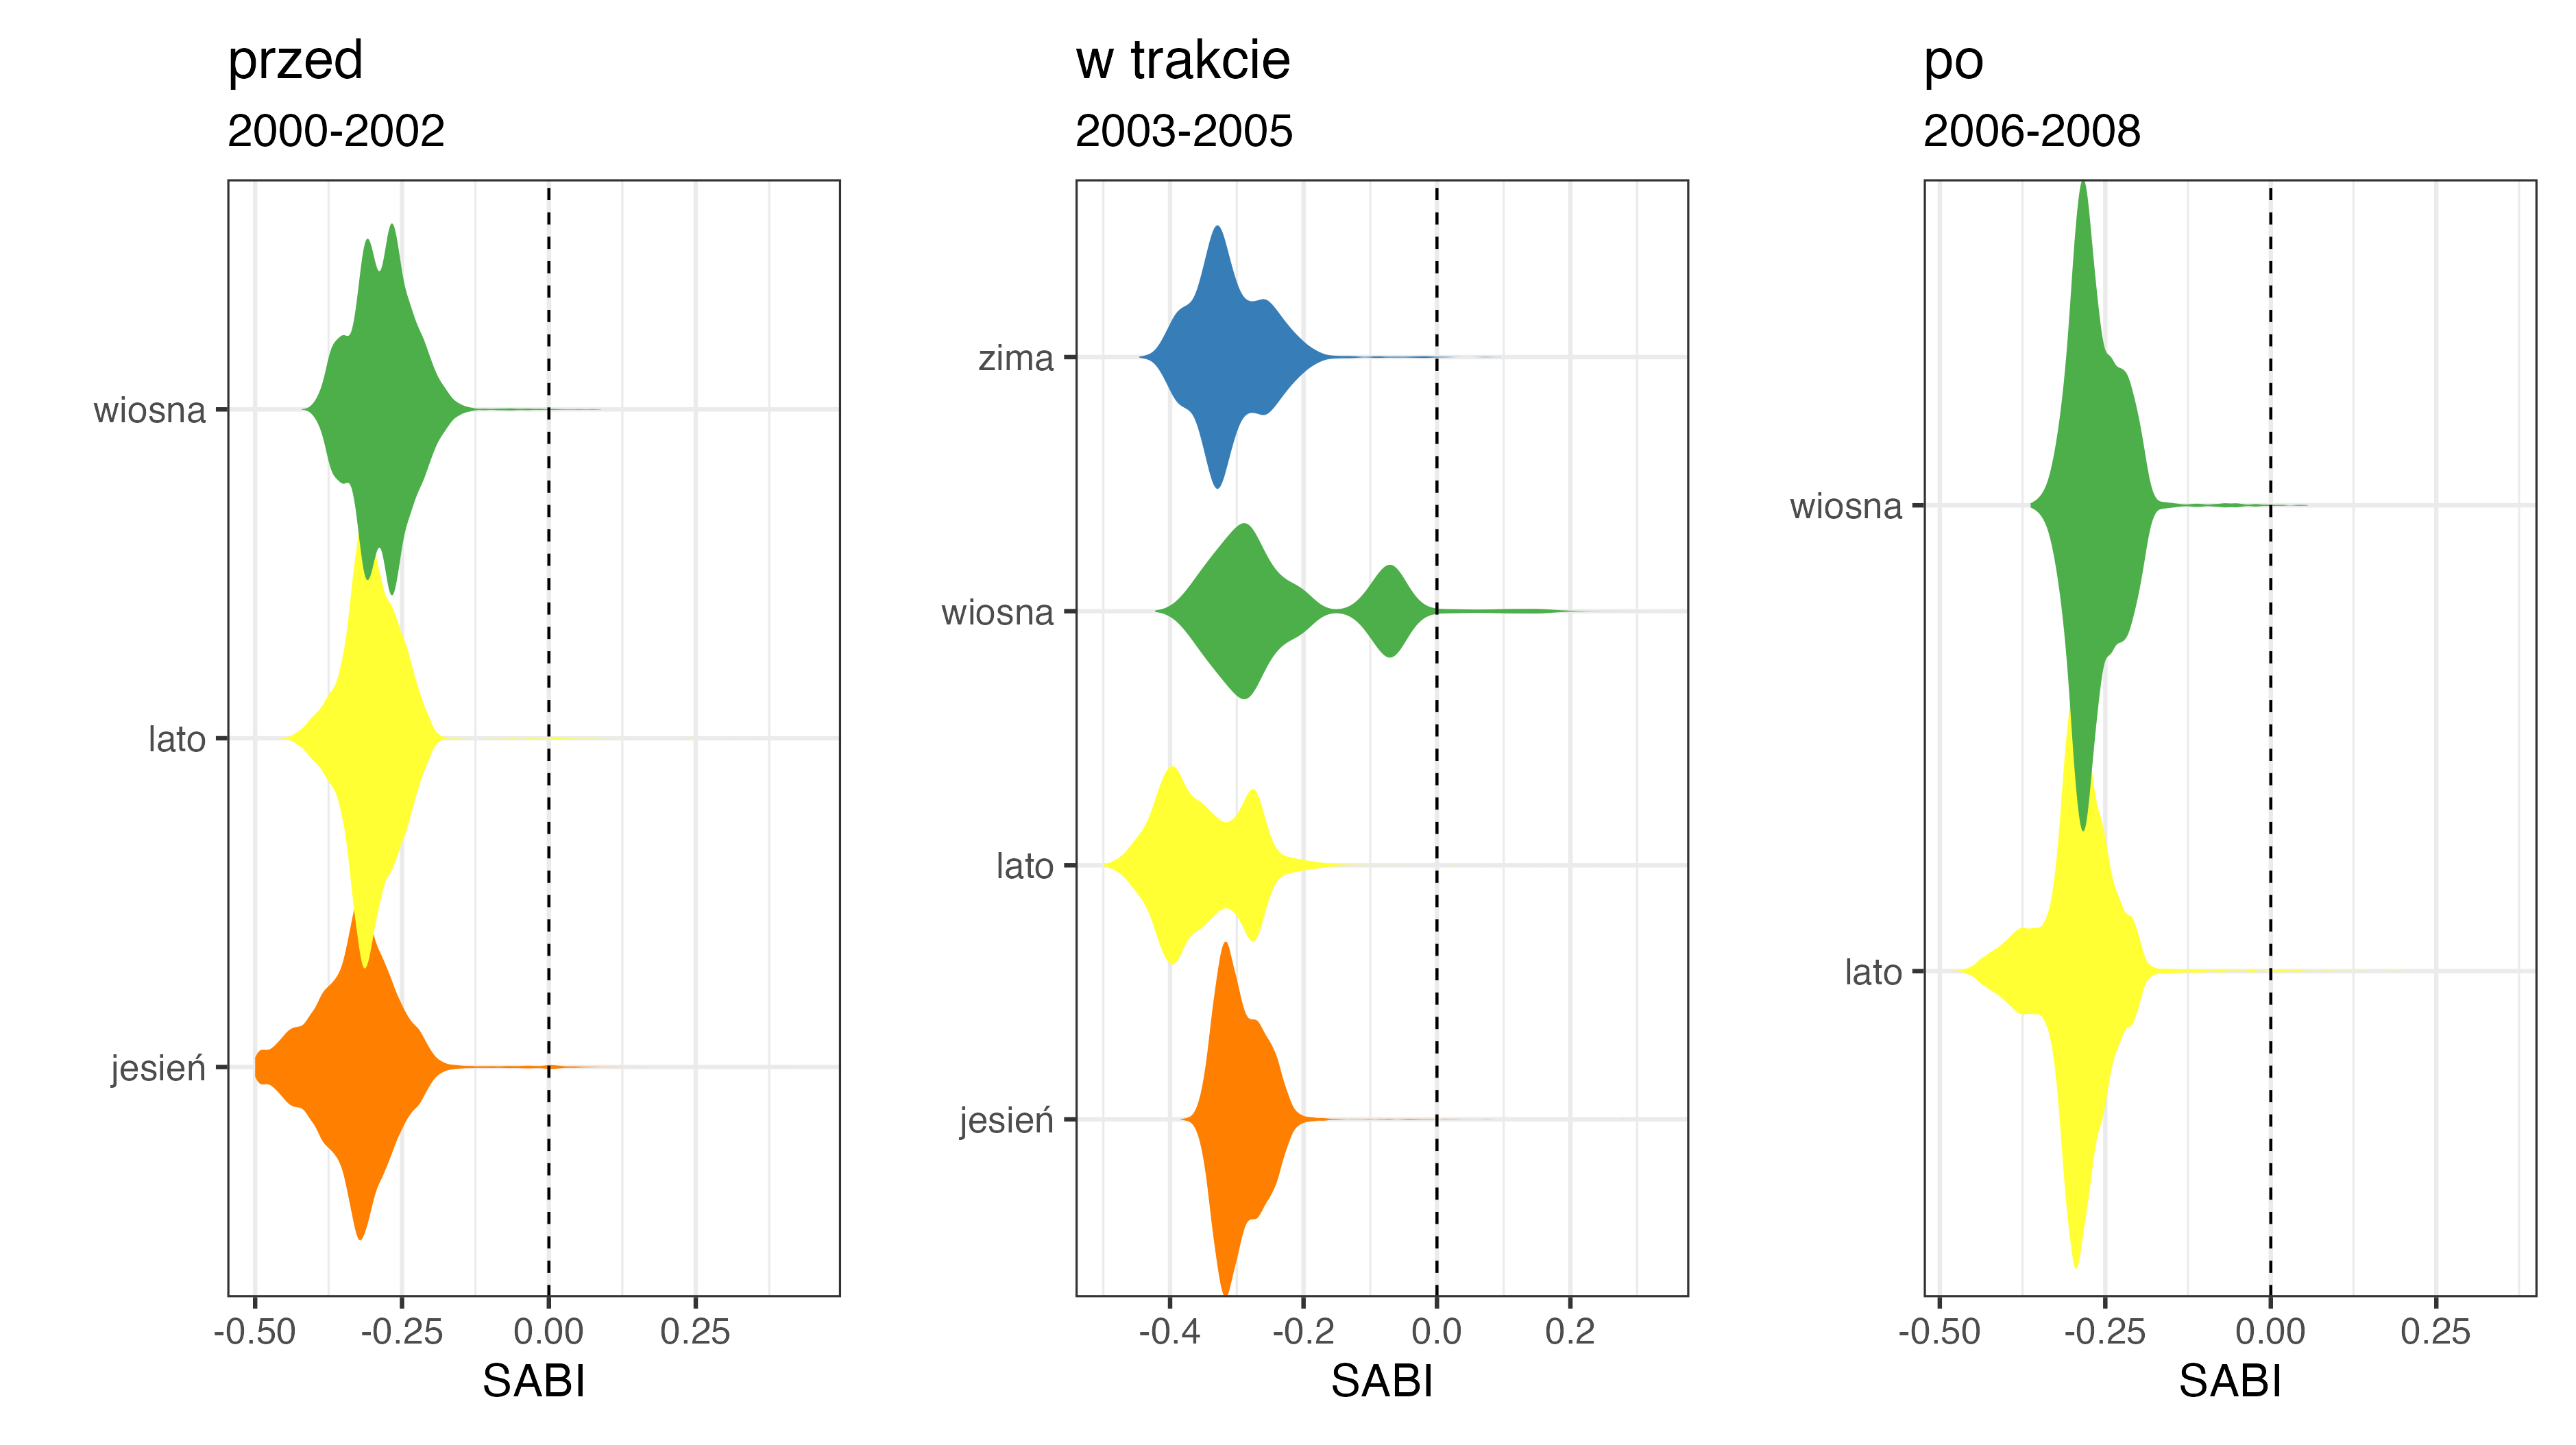 przed
2000-2002
wiosna
lato
jesień
-0.50 -0.25 0.00 0.25
SABI
w trakcie
2003-2005
zima
wiosna
lato
jesień
-0.4 -0.2 0.0 0.2
SABI
po
2006-2008
wiosna
lato
-0.50 -0.25 0.00 0.25
SABI